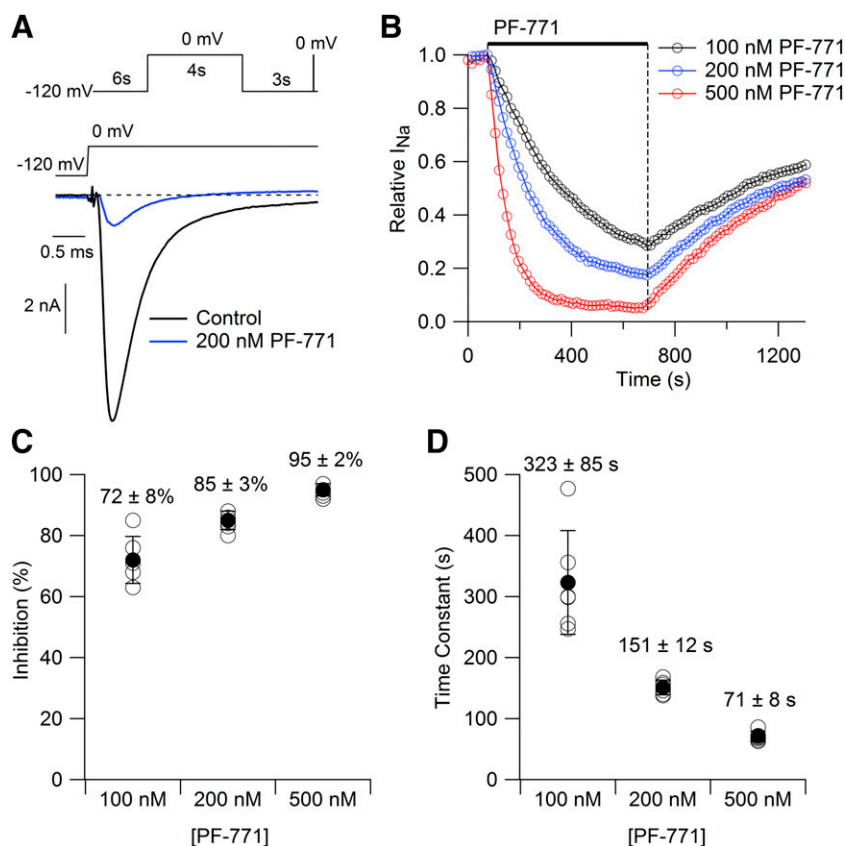 A
0 mV
0 mV
6s
4s
3s
-120 mV
0 mV
-120 mV
0.5 ms
2 nA
Control
200 nM PF-771
B
PF-771
100 nM PF-771
200 nM PF-771
500 nM PF-771
Relative INa
1.0
0.8
0.6
0.4
0.2
0.0
0
400
800
1200
Time (s)
C
Inhibition (%)
100
80
60
40
20
0
72 ± 8%
85 ± 3%
95 ± 2%
100 nM
200 nM
500 nM
[PF-771]
D
Time Constant (s)
500
400
300
200
100
0
323 ± 85 s
151 ± 12 s
71 ± 8 s
100 nM
200 nM
500 nM
[PF-771]